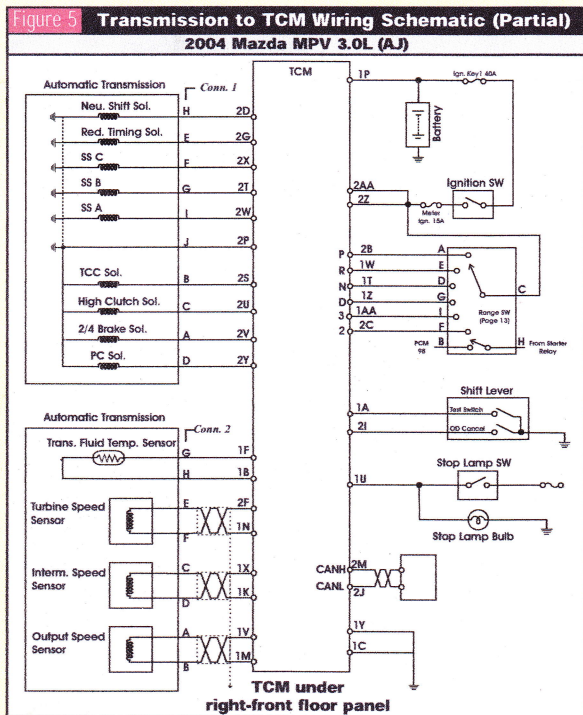 Figure 5 Transmission to TCM Wiring Schematic (Partial)
2004 Mazda MPV 3.0L (AJ)
TCM
Automatic Transmission
Conn. 1
Neu. Shift Sol. H 2D
Red. Timing Sol. E 2G
SS C F 2X
SS B G 2T
SS A I 2W
J 2P
TCC Sol. B 2S
High Clutch Sol. C 2U
2/4 Brake Sol. A 2V
PC Sol. D 2Y
1P
Ign. Key1 40A
Battery
2AA
2Z
Meter
Ign. 15A
Ignition SW
P 2B A
R 1W E
N 1T D
D 1Z G
3 1AA I
2 2C F
C
Range SW
(Page 13)
PCM
98
B
H
From Starter
Relay
Automatic Transmission
Conn. 2
Trans. Fluid Temp. Sensor
G 1F
H 1B
Turbine Speed
Sensor
E 2F
F 1N
Interm. Speed
Sensor
C 1X
D 1K
Output Speed
Sensor
A 1V
B 1M
Shift Lever
1A
Test Switch
2I
OD Cancel
Stop Lamp SW
1U
Stop Lamp Bulb
CANH 2M
CANL 2J
1Y
1C
TCM under
right-front floor panel